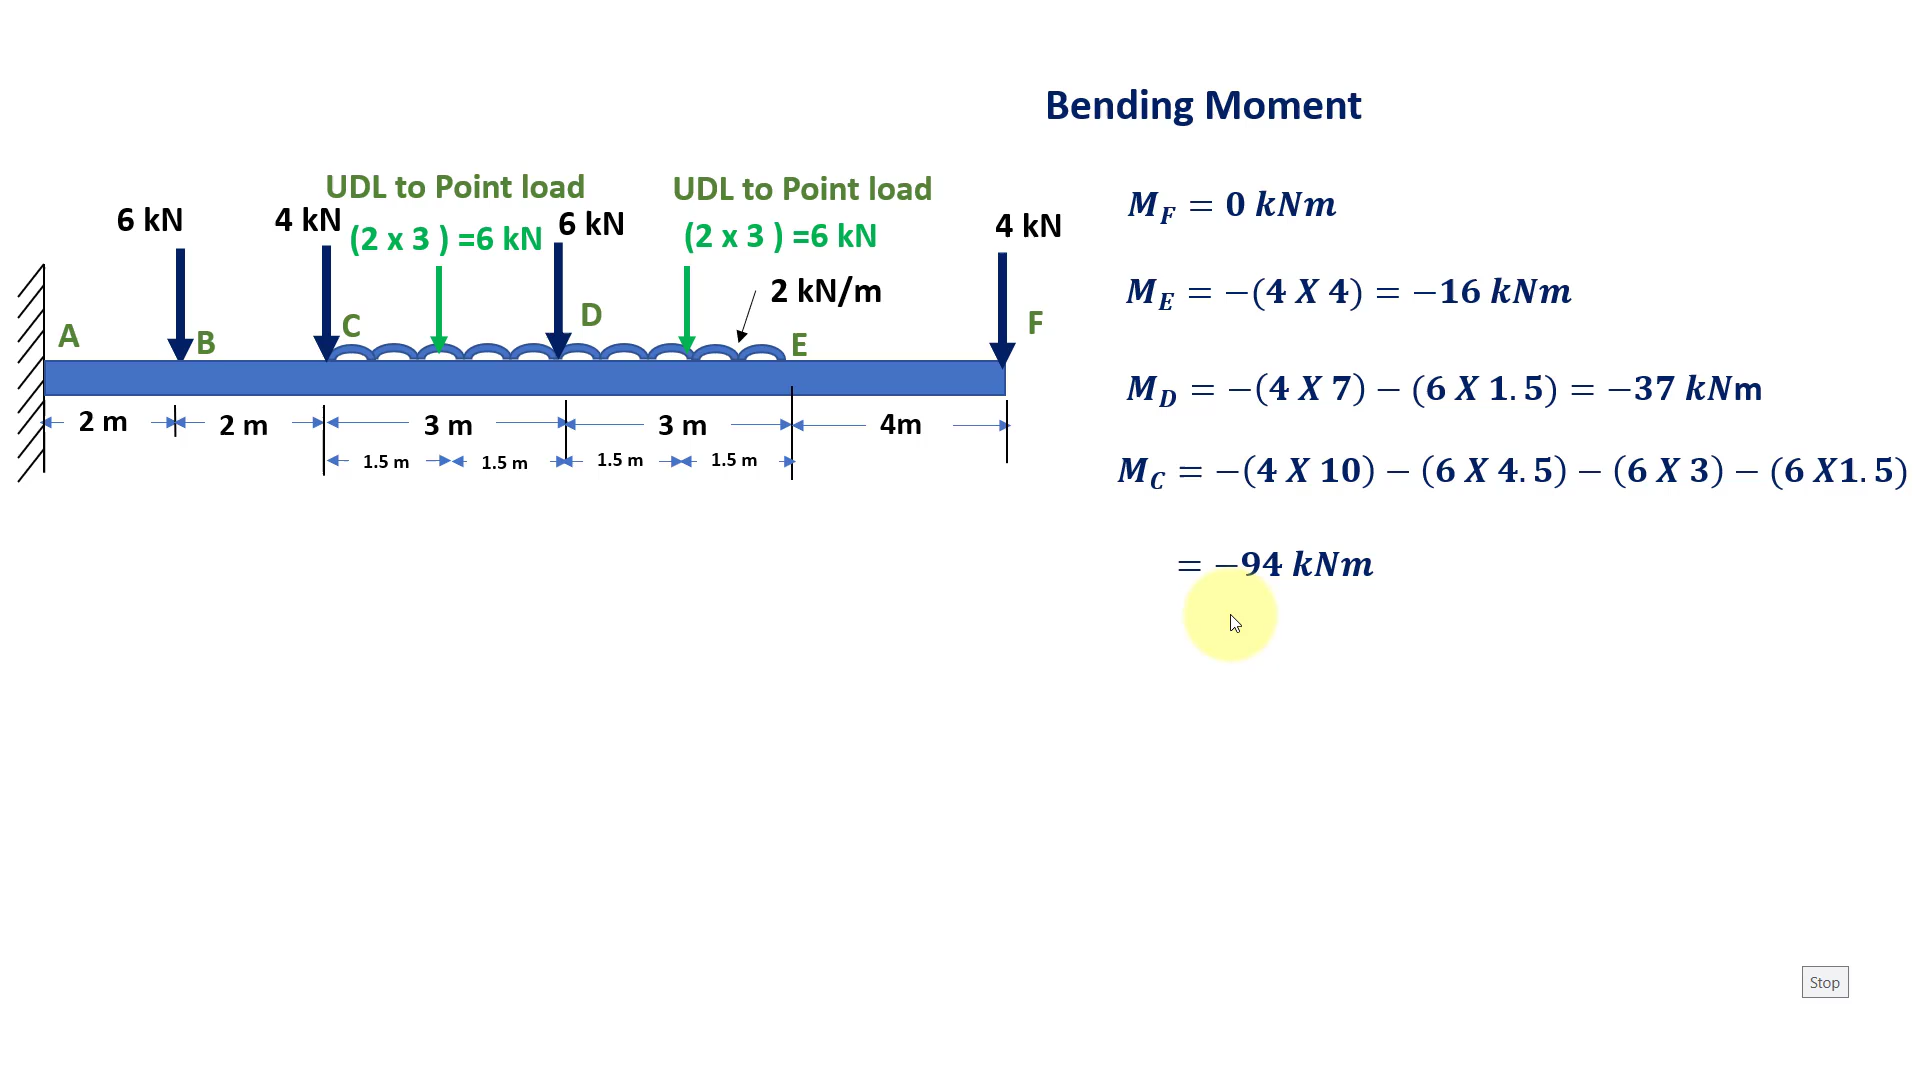 Bending Moment
UDL to Point load
UDL to Point load
6 kN
4 kN
(2 x 3 ) =6 kN
6 kN
(2 x 3 ) =6 kN
4 kN
2 kN/m
A
B
C
D
E
F
2 m
2 m
3 m
3 m
4m
1.5 m
1.5 m
1.5 m
1.5 m
M_F = 0 kNm
M_E = −(4 X 4) = −16 kNm
M_D = −(4 X 7) − (6 X 1.5) = −37 kNm
M_C = −(4 X 10) − (6 X 4.5) − (6 X 3) − (6 X1.5)
= −94 kNm
Stop